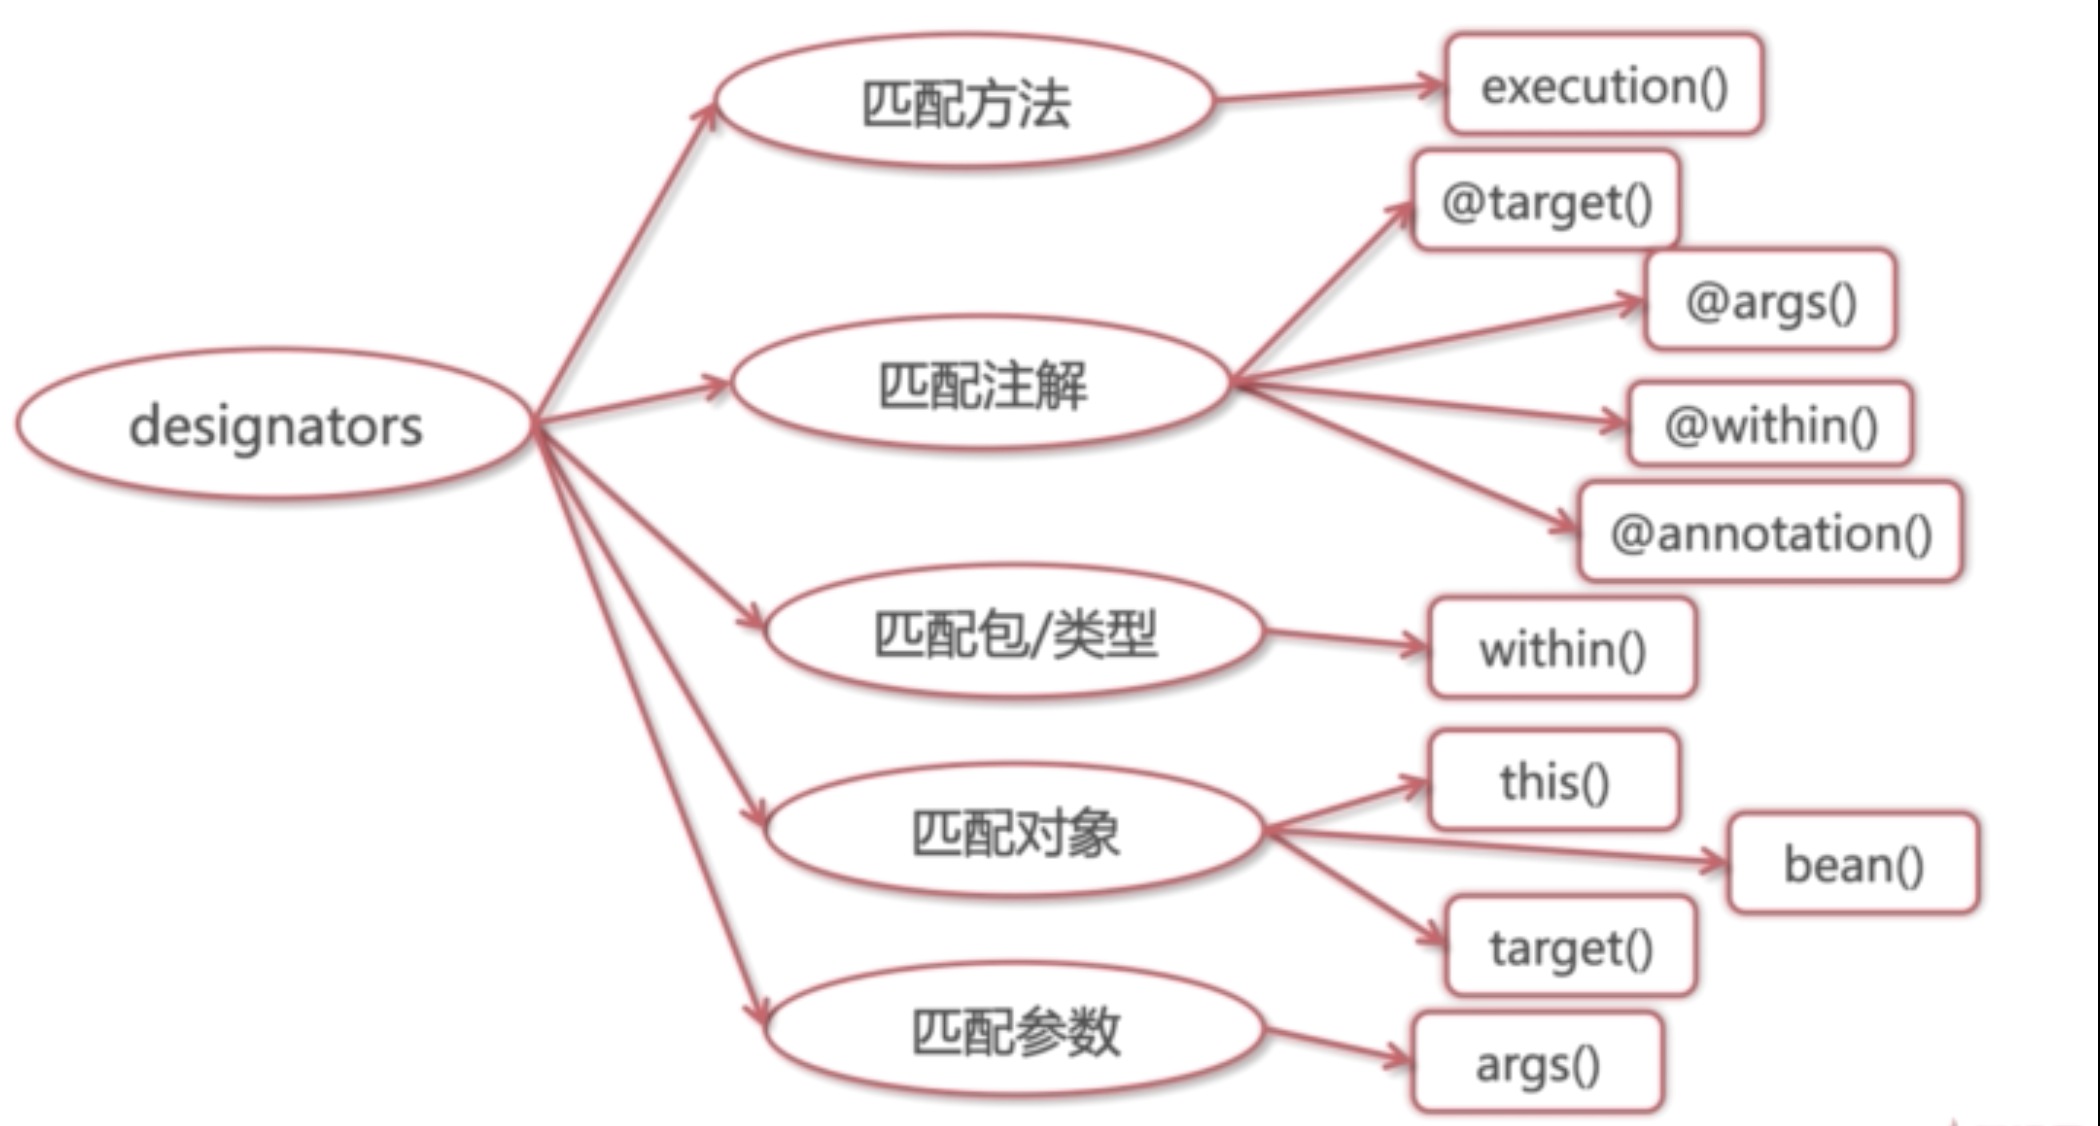 designators
匹配方法
execution()
匹配注解
@target()
@args()
@within()
@annotation()
匹配包/类型
within()
匹配对象
this()
bean()
target()
匹配参数
args()